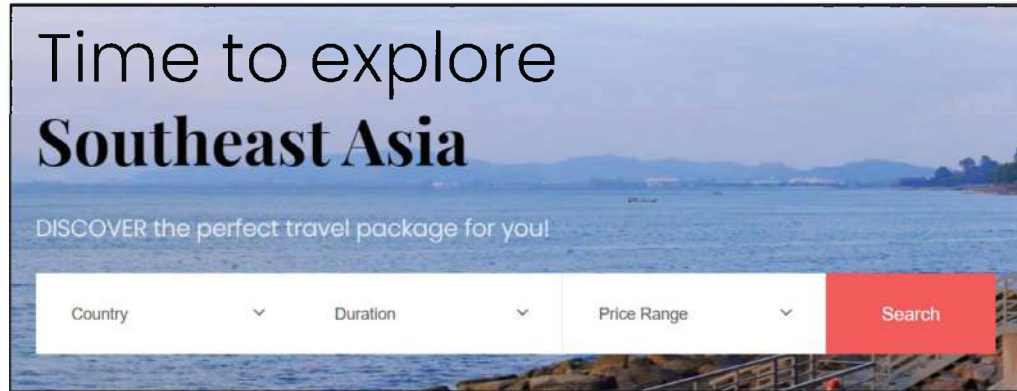 Time to explore
Southeast Asia
DISCOVER the perfect travel package for you!
Country Duration Price Range Search